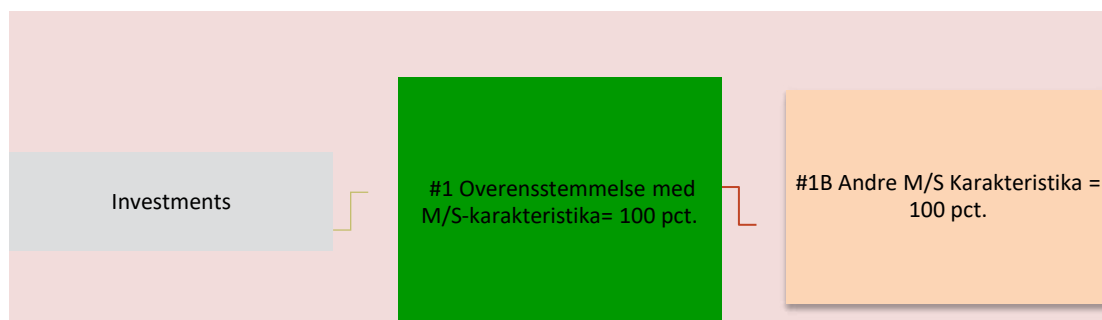 Investments
#1 Overensstemmelse med
M/S-karakteristika= 100 pct.
#1B Andre M/S Karakteristika =
100 pct.